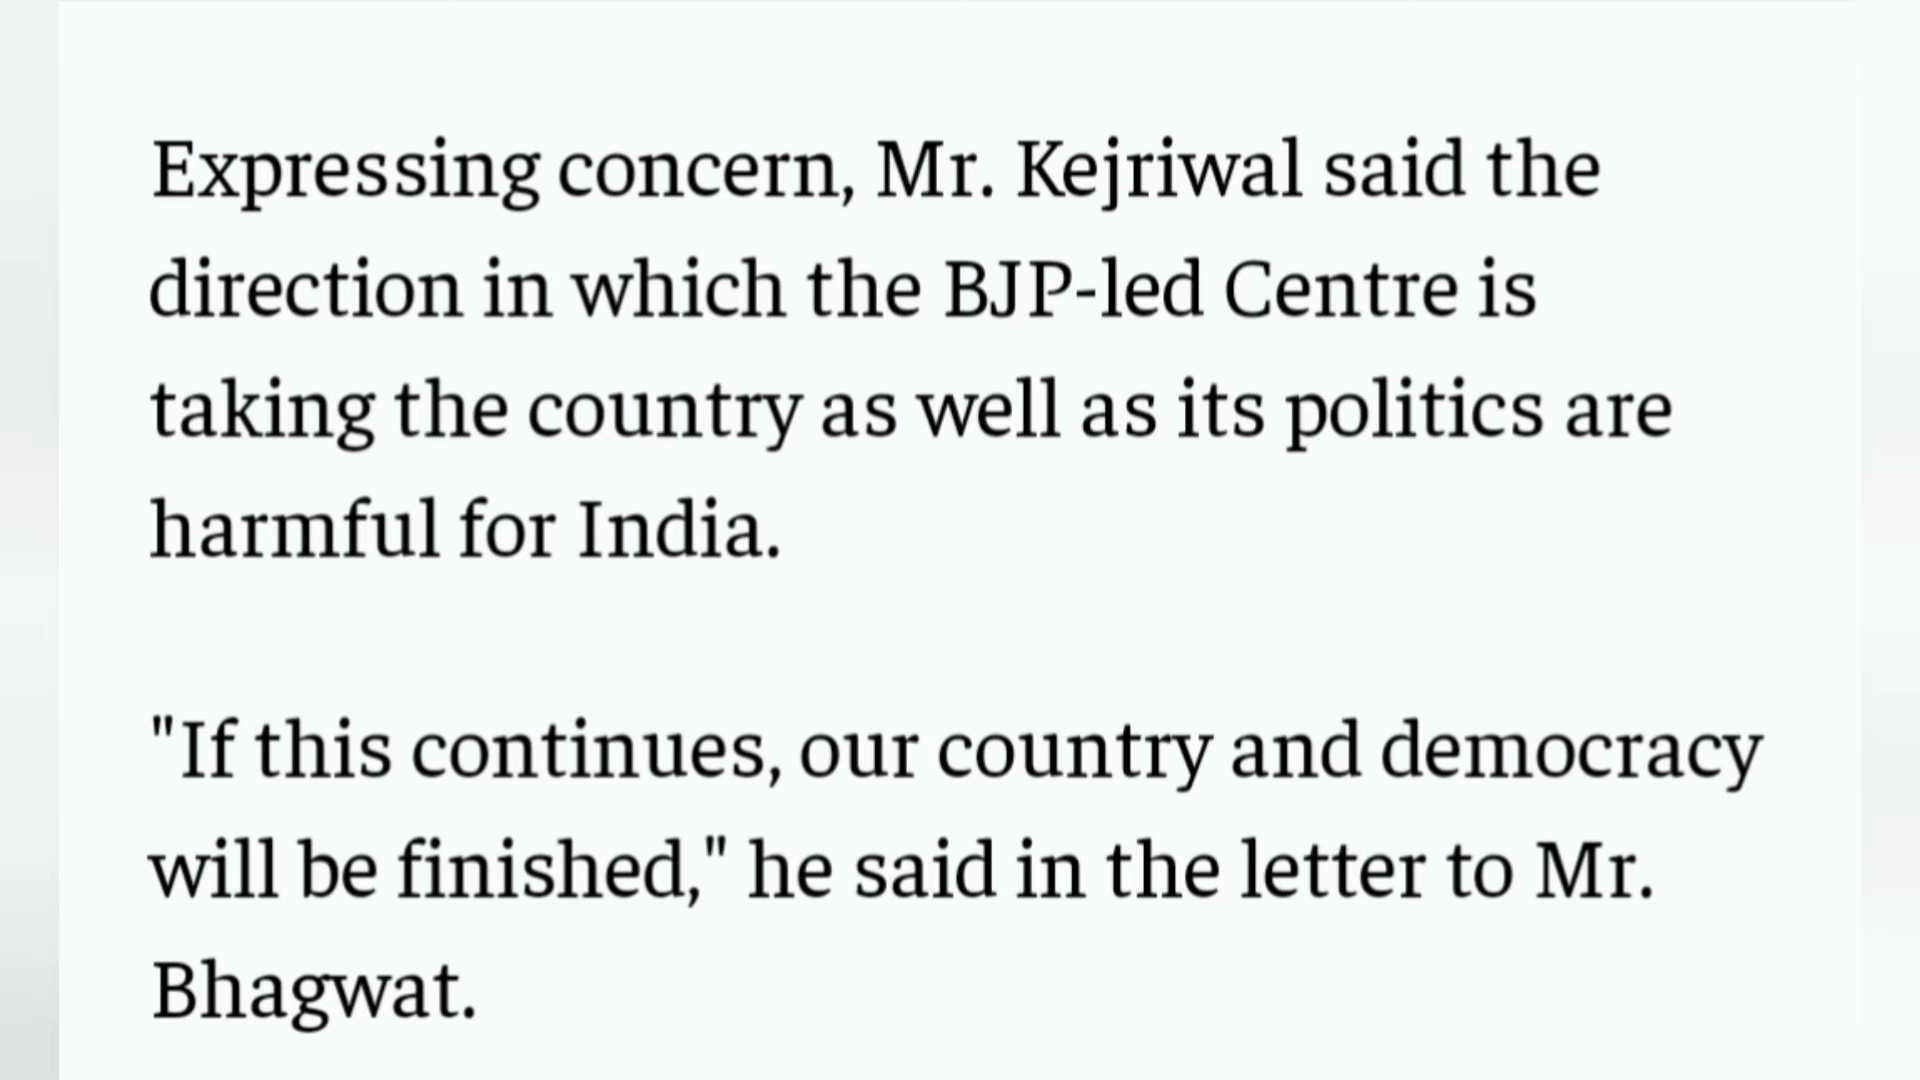 Expressing concern, Mr. Kejriwal said the
direction in which the BJP-led Centre is
taking the country as well as its politics are
harmful for India.
"If this continues, our country and democracy
will be finished," he said in the letter to Mr.
Bhagwat.